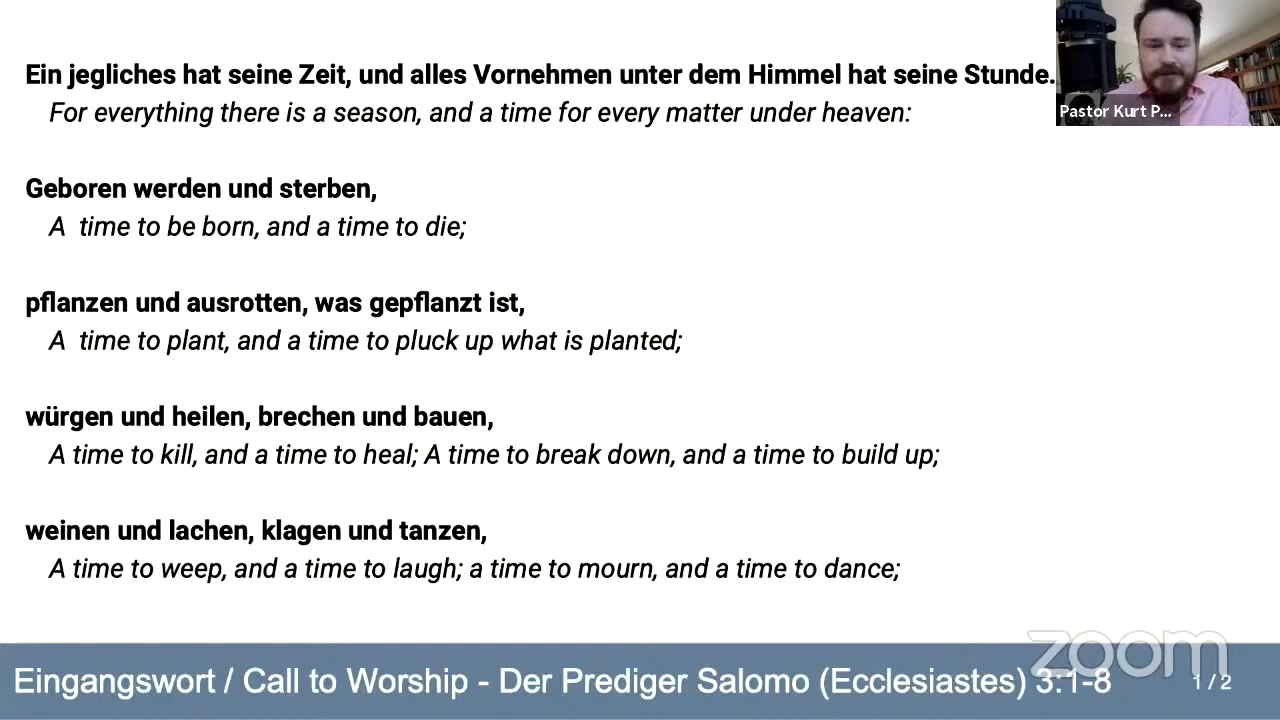 Ein jegliches hat seine Zeit, und alles Vornehmen unter dem Himmel hat seine Stunde.
For everything there is a season, and a time for every matter under heaven:
Pastor Kurt P...
Geboren werden und sterben,
A time to be born, and a time to die;
pflanzen und ausrotten, was gepflanzt ist,
A time to plant, and a time to pluck up what is planted;
würgen und heilen, brechen und bauen,
A time to kill, and a time to heal; A time to break down, and a time to build up;
weinen und lachen, klagen und tanzen,
A time to weep, and a time to laugh; a time to mourn, and a time to dance;
zoom
Eingangswort / Call to Worship - Der Prediger Salomo (Ecclesiastes) 3:1-8
1 / 2